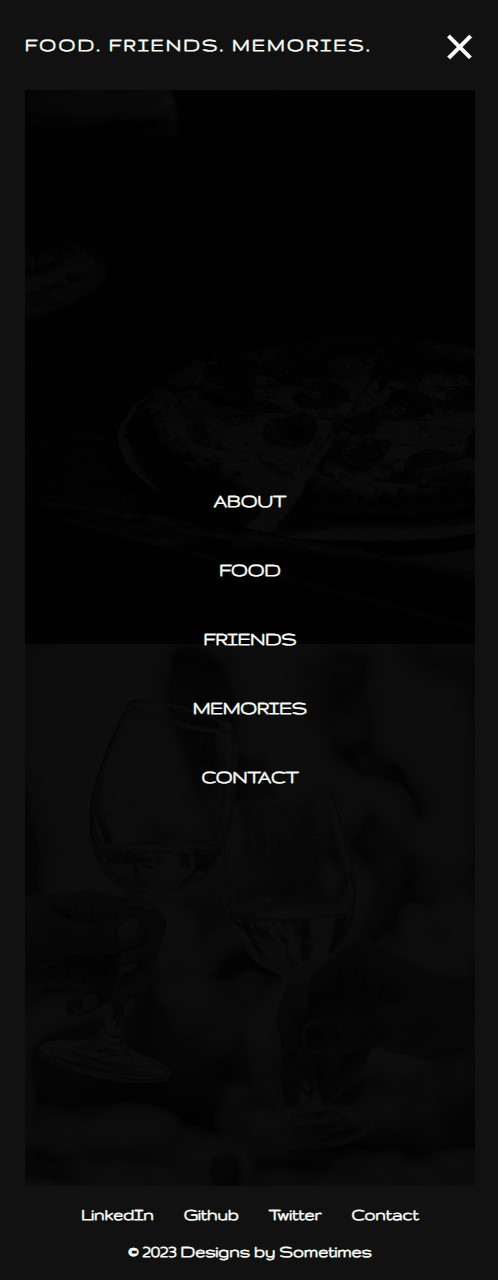 FOOD. FRIENDS. MEMORIES.
ABOUT
FOOD
FRIENDS
MEMORIES
CONTACT
LinkedIn Github Twitter Contact
© 2023 Designs by Sometimes